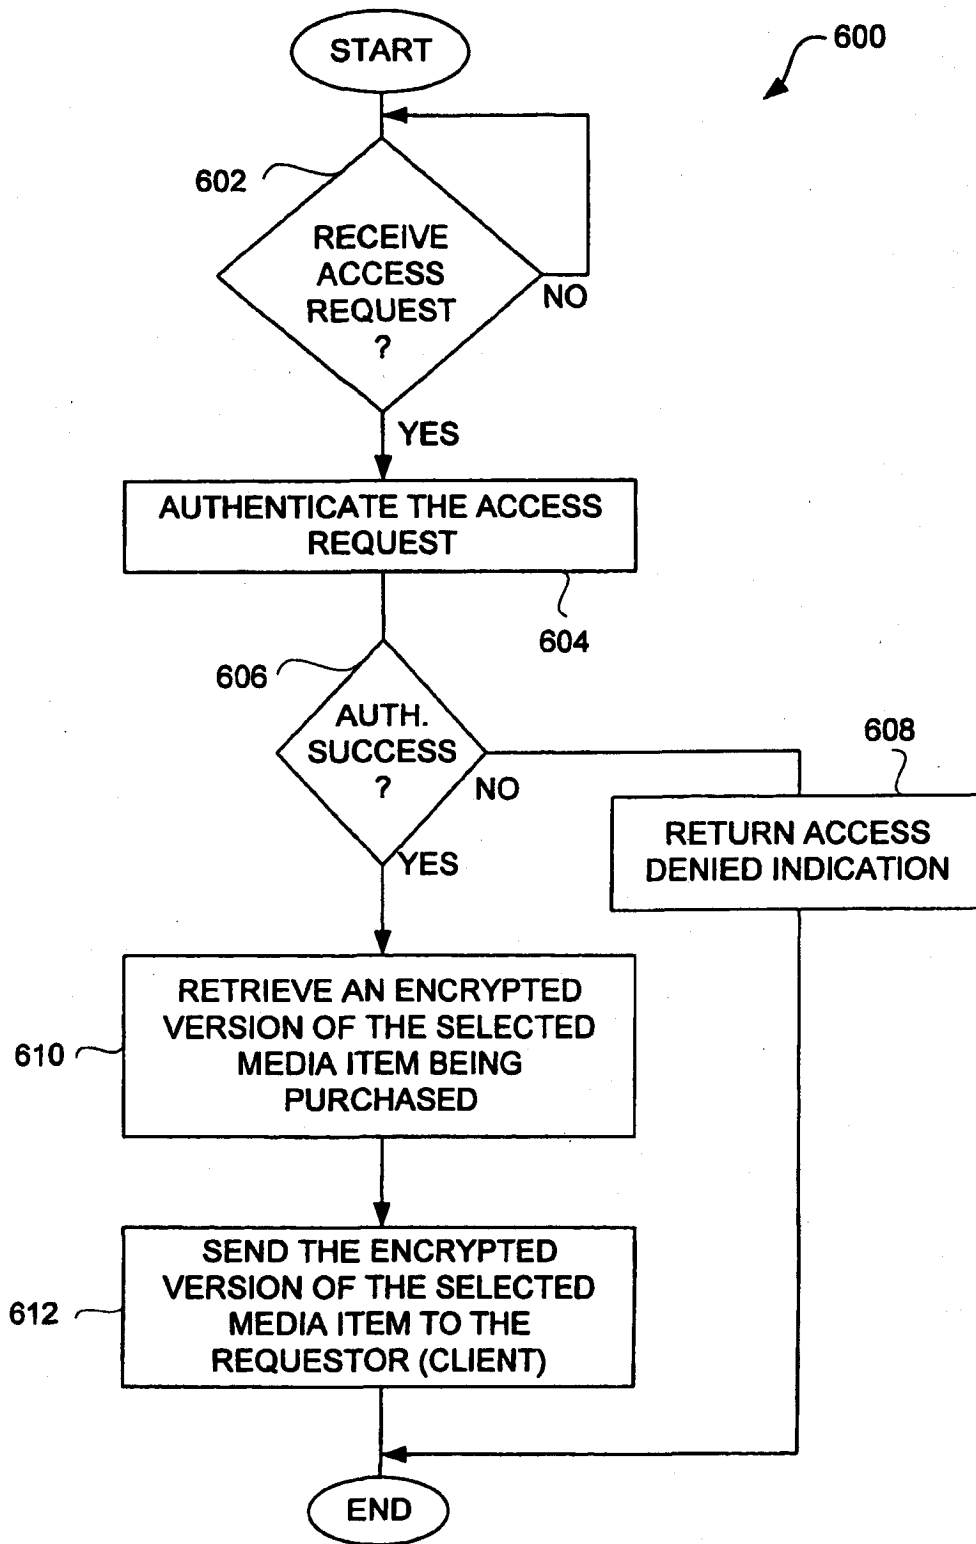 START
600
602
RECEIVE
ACCESS
REQUEST
?
NO
YES
AUTHENTICATE THE ACCESS
REQUEST
604
606
AUTH.
SUCCESS
?
NO
YES
608
RETURN ACCESS
DENIED INDICATION
610
RETRIEVE AN ENCRYPTED
VERSION OF THE SELECTED
MEDIA ITEM BEING
PURCHASED
612
SEND THE ENCRYPTED
VERSION OF THE SELECTED
MEDIA ITEM TO THE
REQUESTOR (CLIENT)
END